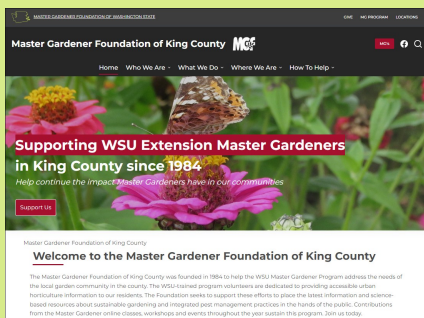 MASTER GARDENER FOUNDATION OF WASHINGTON STATE
GIVE MG PROGRAM LOCATIONS
Master Gardener Foundation of King County
MG's
Home Who We Are What We Do Where We Are How To Help
Supporting WSU Extension Master Gardeners
in King County since 1984
Help continue the impact Master Gardeners have in our communities
Support Us
Master Gardener Foundation of King County
Welcome to the Master Gardener Foundation of King County
The Master Gardener Foundation of King County was founded in 1984 to help the WSU Master Gardener Program address the needs of
the local garden community in the county. The WSU-trained program volunteers are dedicated to providing accessible urban
horticulture information to our residents. The Foundation seeks to support these efforts to place the latest information and science-
based resources about sustainable gardening and integrated pest management practices in the hands of the public. Contributions
from the Master Gardener online classes, workshops and events throughout the year sustain this program. Join us today.